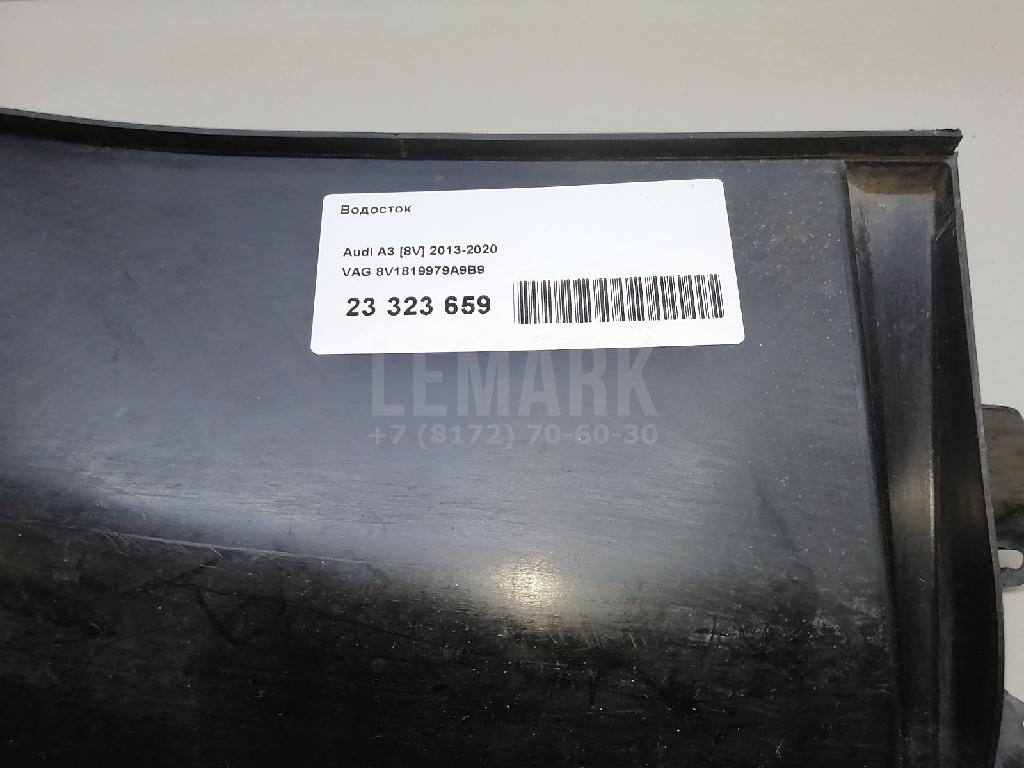 Водосток
Audi A3 [8V] 2013-2020
VAG 8V1819979A9B9
23 323 659
LEMARK
+7 (8172) 70-60-30